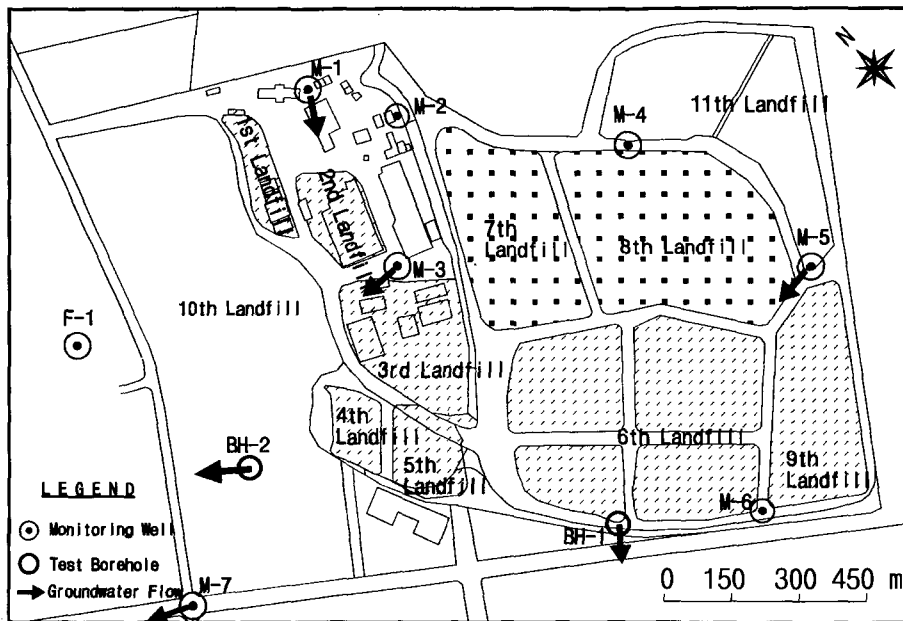 N
M-1
M-2
M-4
11th Landfill
1st Landfill
2nd Landfill
7th
Landfill
8th Landfill
M-5
M-3
10th Landfill
F-1
3rd Landfill
4th
Landfill
6th Landfill
BH-2
5th
Landfill
9th
Landfill
M-6
BH-1
LEGEND
Monitoring Well
Test Borehole
Groundwater Flow
M-7
0 150 300 450 m